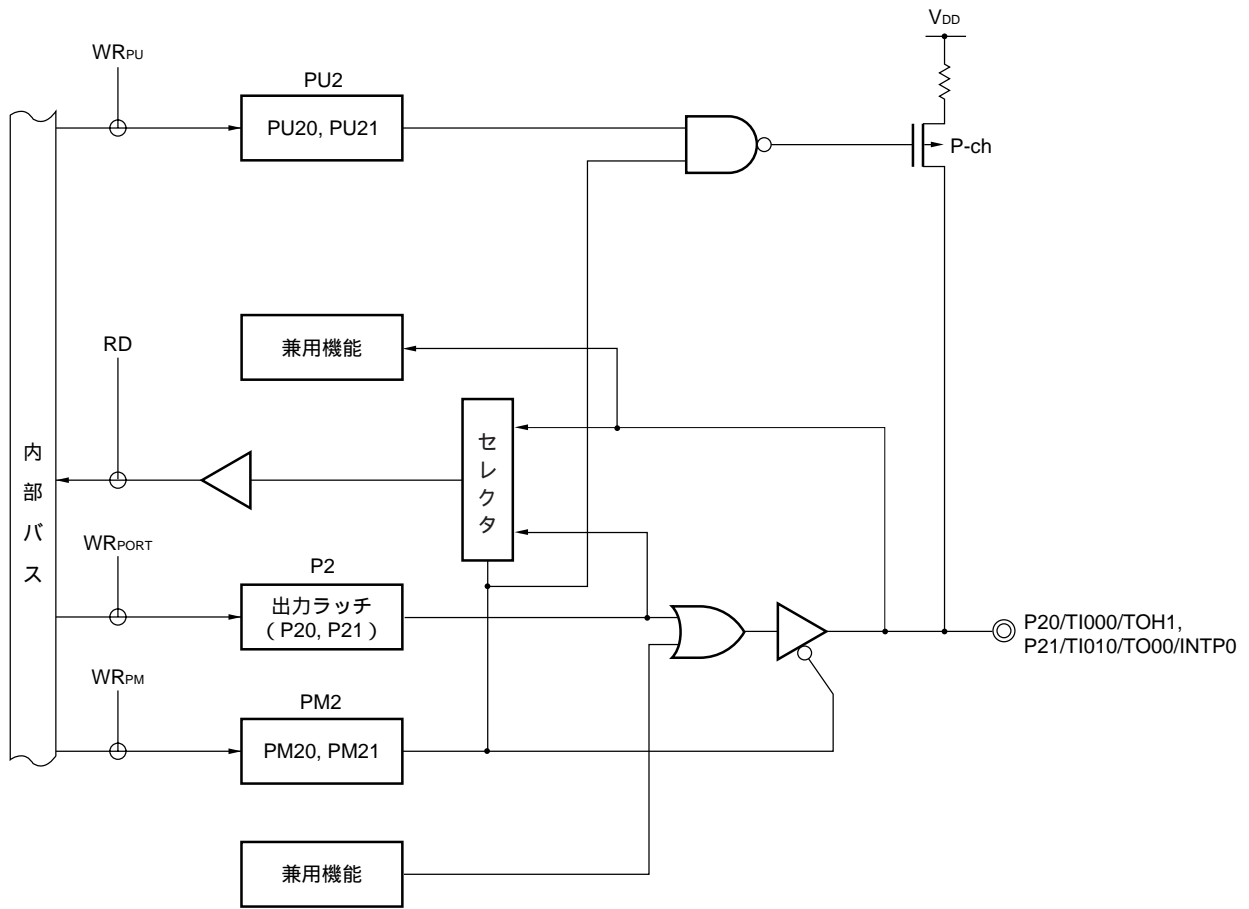 VDD
WRPU
PU2
PU20, PU21
P-ch
RD
兼用機能
セレクタ
内部バス
WRPORT
P2
出力ラッチ
（P20, P21）
P20/TI000/TOH1,
P21/TI010/TO00/INTP0
WRPM
PM2
PM20, PM21
兼用機能